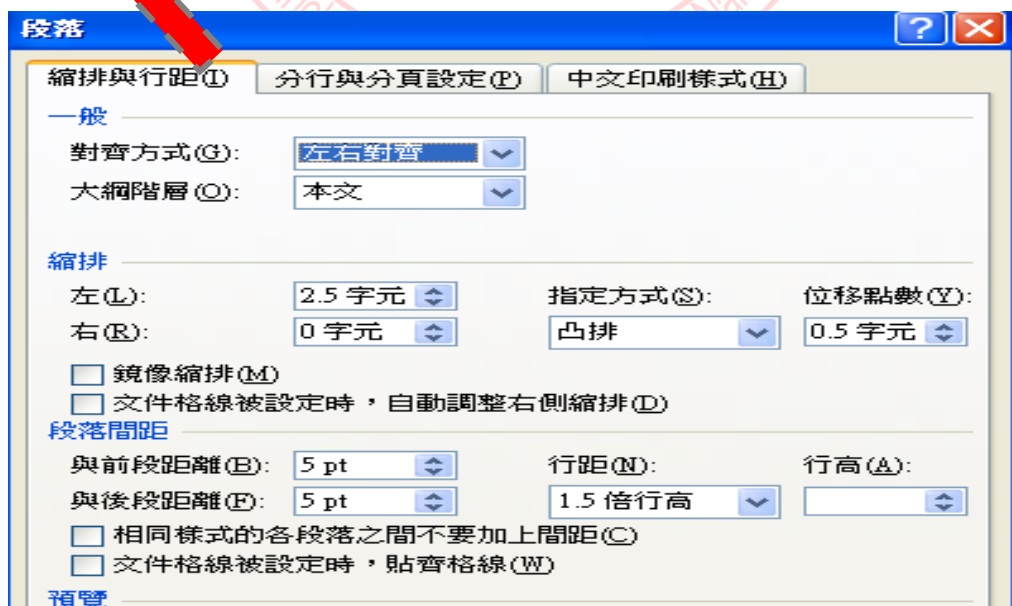 段落
縮排與行距(I) 分行與分頁設定(P) 中文印刷樣式(H)
一般
對齊方式(G): 左右對齊
大綱階層(O): 本文
縮排
左(L): 2.5 字元 指定方式(S): 位移點數(Y):
右(R): 0 字元 凸排 0.5 字元
鏡像縮排(M)
文件格線被設定時，自動調整右側縮排(D)
段落間距
與前段距離(B): 5 pt 行距(N): 行高(A):
與後段距離(F): 5 pt 1.5 倍行高
相同樣式的各段落之間不要加上間距(C)
文件格線被設定時，貼齊格線(W)
預覽